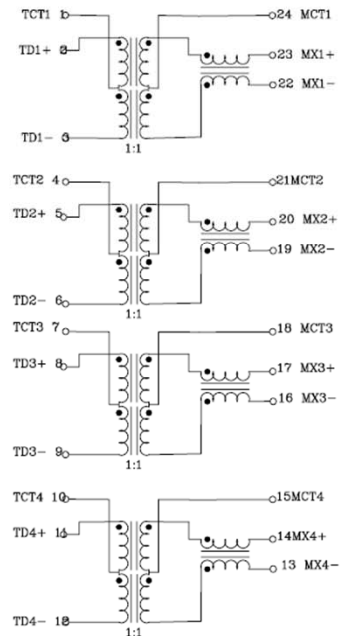 TCT1 1 24 MCT1
TD1+ 2 23 MX1+
22 MX1-
TD1- 3
1:1
TCT2 4 21MCT2
TD2+ 5 20 MX2+
19 MX2-
TD2- 6
1:1
TCT3 7 18 MCT3
TD3+ 8 17 MX3+
16 MX3-
TD3- 9
1:1
TCT4 10 15MCT4
TD4+ 11 14MX4+
13 MX4-
TD4- 12
1:1